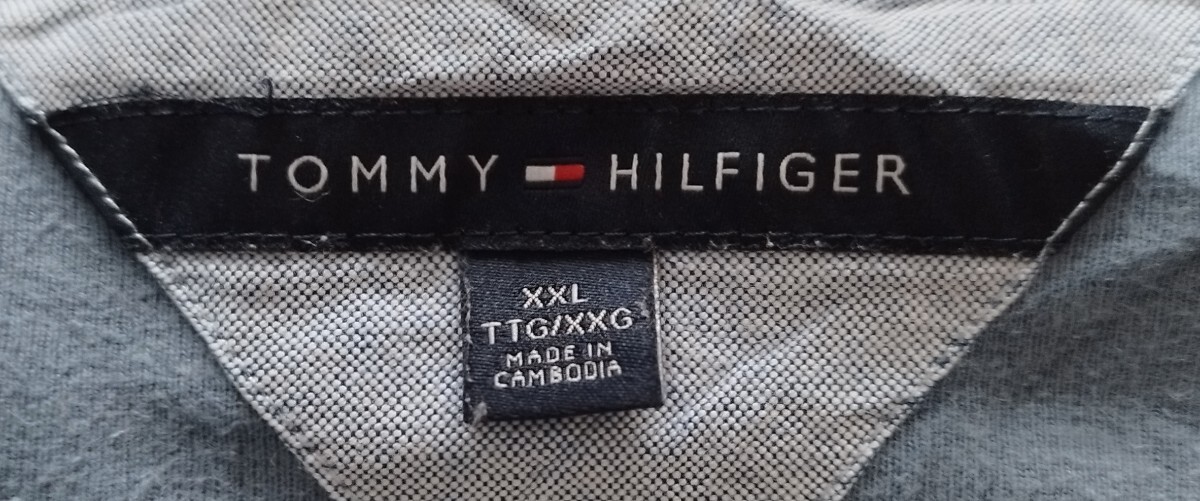 TOMMY HILFIGER
XXL
TTG/XXG
MADE IN
CAMBODIA